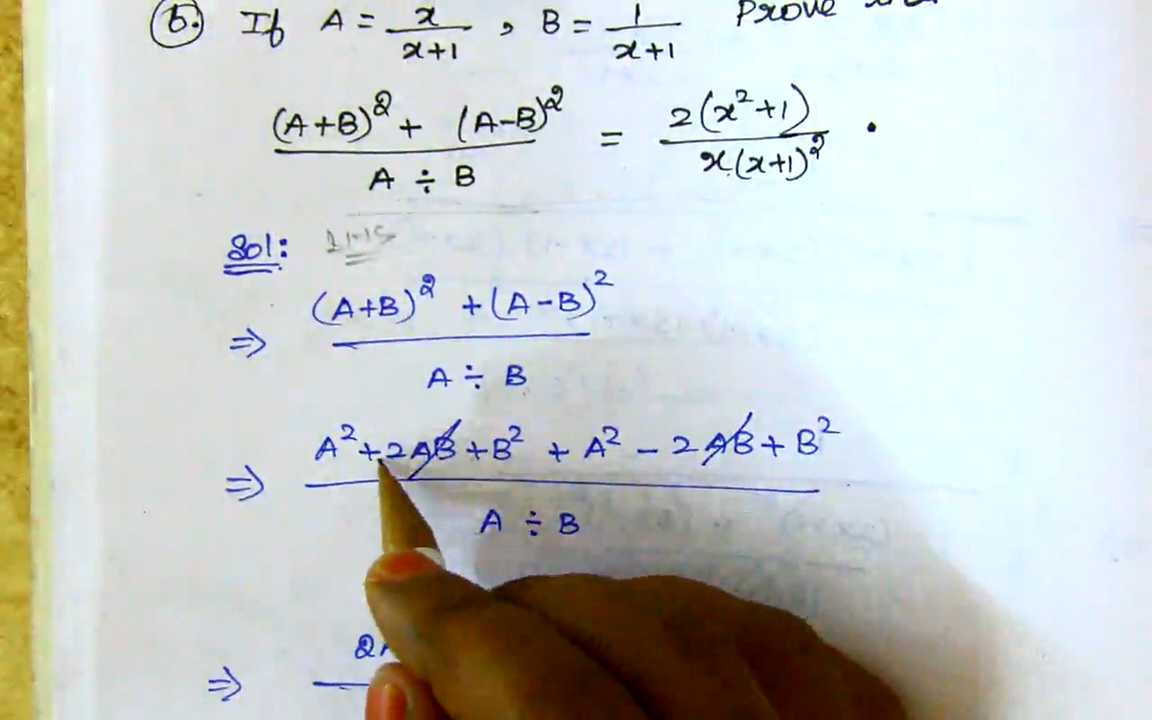 6. If A = x/(x+1) , B = 1/(x+1) Prove
((A+B)² + (A-B)²)/(A ÷ B) = 2(x²+1)/(x(x+1)²) .
Sol:
⇒ ((A+B)² + (A-B)²)/(A ÷ B)
⇒ (A² + 2AB + B² + A² - 2AB + B²)/(A ÷ B)
⇒ 2